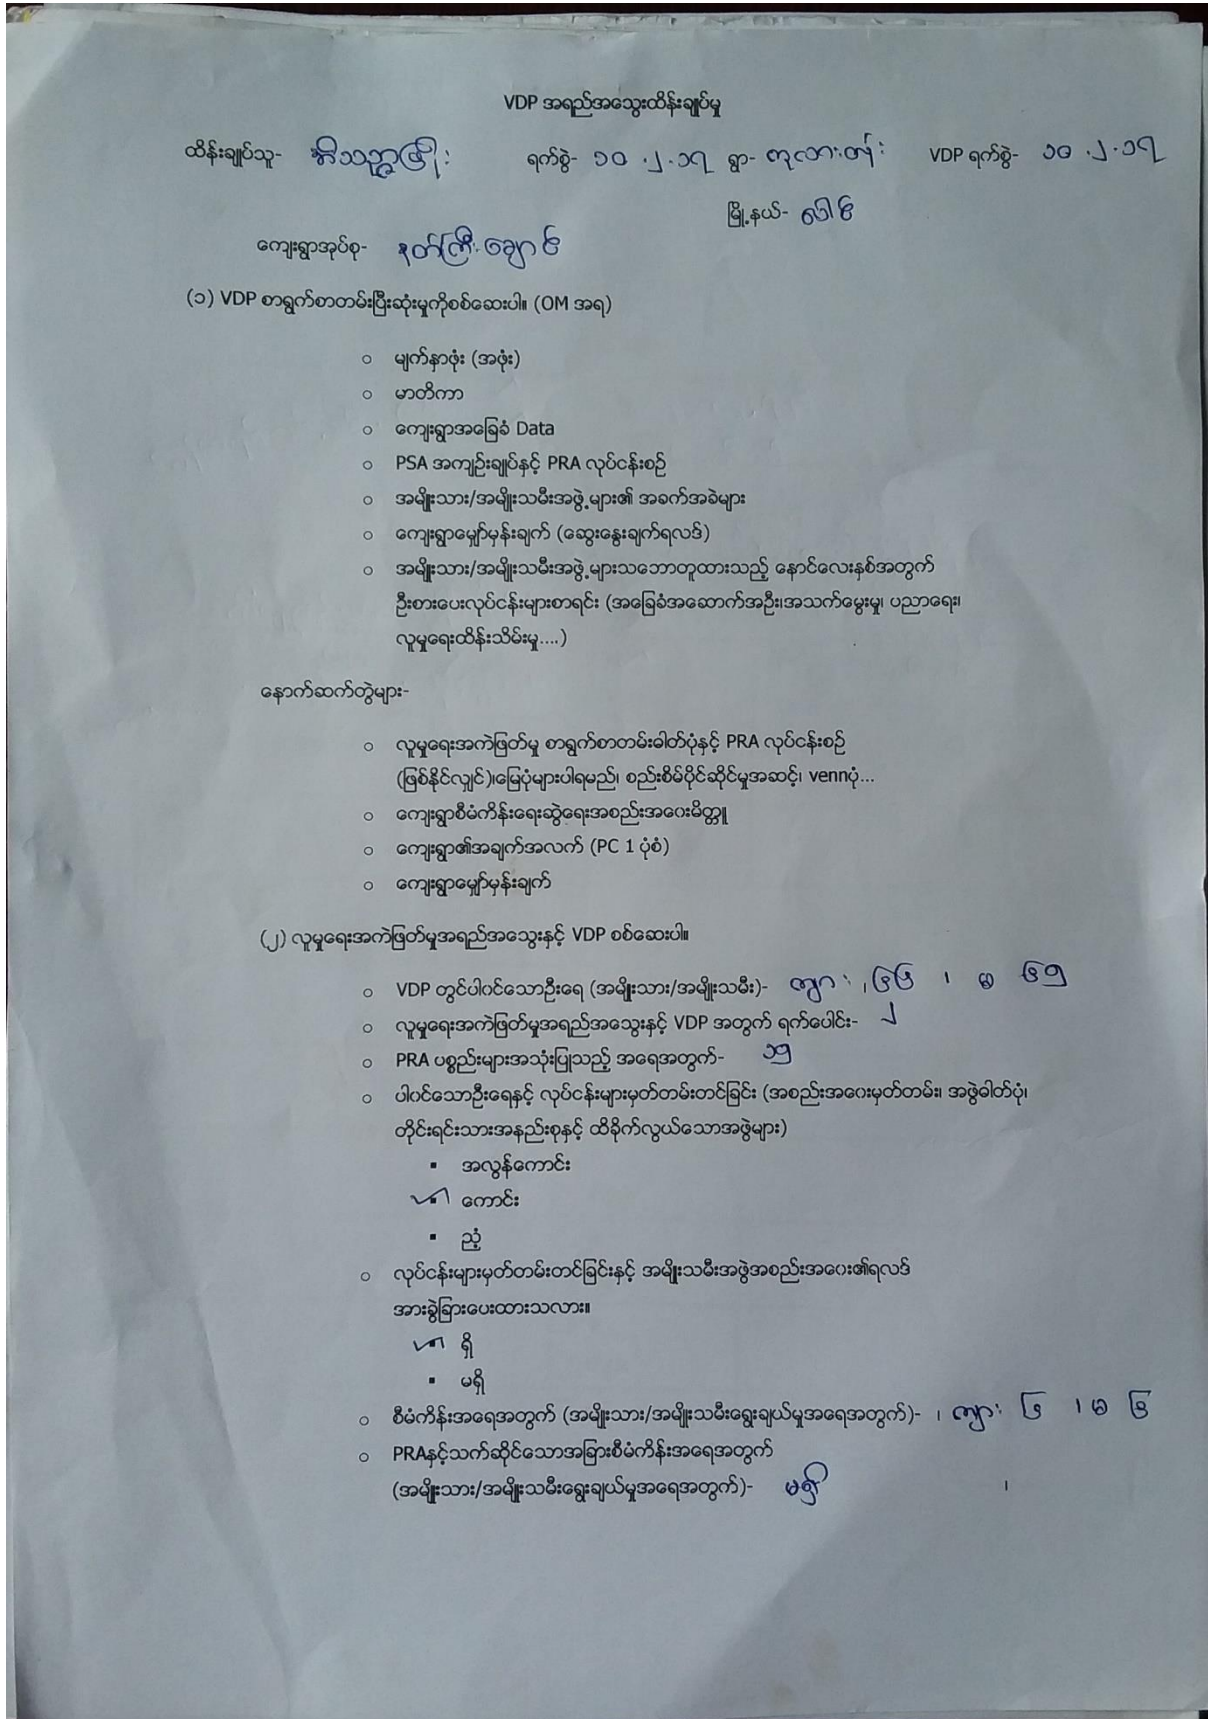 VDP အရည်အသွေးထိန်းချုပ်မှု
ထိန်းချုပ်သူ- အိသဉ္ဇာဖြိုး ရက်စွဲ- ၁၀.၂.၁၇ ရွာ- ကုလားတန်း VDP ရက်စွဲ- ၁၀.၂.၁၇
မြို့နယ်-
ကျေးရွာအုပ်စု- နတ်ကြီးချောင်
(၁) VDP စာရွက်စာတမ်းပြီးဆုံးမှုကိုစစ်ဆေးပါ။ (OM အရ)
○ မျက်နှာဖုံး (အဖုံး)
○ မာတိကာ
○ ကျေးရွာအခြေခံ Data
○ PSA အကျဉ်းချုပ်နှင့် PRA လုပ်ငန်းစဉ်
○ အမျိုးသား/အမျိုးသမီးအဖွဲ့များ၏ အခက်အခဲများ
○ ကျေးရွာမျှော်မှန်းချက် (ဆွေးနွေးချက်ရလဒ်)
○ အမျိုးသား/အမျိုးသမီးအဖွဲ့များသဘောတူထားသည့် နောင်လေးနှစ်အတွက်
ဦးစားပေးလုပ်ငန်းများစာရင်း (အခြေခံအဆောက်အဦး၊အသက်မွေးမှု၊ ပညာရေး၊
လူမှုရေးထိန်းသိမ်းမှု....)
နောက်ဆက်တွဲများ-
○ လူမှုရေးအကဲဖြတ်မှု စာရွက်စာတမ်းဓါတ်ပုံနှင့် PRA လုပ်ငန်းစဉ်
(ဖြစ်နိုင်လျှင်)၊မြေပုံများပါရမည်၊ စည်းစိမ်ပိုင်ဆိုင်မှုအဆင့်၊ vennပုံ...
○ ကျေးရွာစီမံကိန်းရေးဆွဲရေးအစည်းအဝေးမိတ္တူ
○ ကျေးရွာ၏အချက်အလက် (PC 1 ပုံစံ)
○ ကျေးရွာမျှော်မှန်းချက်
(၂) လူမှုရေးအကဲဖြတ်မှုအရည်အသွေးနှင့် VDP စစ်ဆေးပါ။
○ VDP တွင်ပါဝင်သောဦးရေ (အမျိုးသား/အမျိုးသမီး)- ကျား ၊ ၆၆ ၊ မ ၆၅
○ လူမှုရေးအကဲဖြတ်မှုအရည်အသွေးနှင့် VDP အတွက် ရက်ပေါင်း- ၂
○ PRA ပစ္စည်းများအသုံးပြုသည့် အရေအတွက်- ၁၅
○ ပါဝင်သောဦးရေနှင့် လုပ်ငန်းများမှတ်တမ်းတင်ခြင်း (အစည်းအဝေးမှတ်တမ်း၊ အဖွဲ့ဓါတ်ပုံ၊
တိုင်းရင်းသားအနည်းစုနှင့် ထိခိုက်လွယ်သောအဖွဲ့များ)
▪ အလွန်ကောင်း
▪ ကောင်း
▪ ညံ့
○ လုပ်ငန်းများမှတ်တမ်းတင်ခြင်းနှင့် အမျိုးသမီးအဖွဲ့အစည်းအဝေး၏ရလဒ်
အားခွဲခြားပေးထားသလား။
▪ ရှိ
▪ မရှိ
○ စီမံကိန်းအရေအတွက် (အမျိုးသား/အမျိုးသမီးရွေးချယ်မှုအရေအတွက်)- ၊ ကျား ၆ ၊ မ ၆
○ PRAနှင့်သက်ဆိုင်သောအခြားစီမံကိန်းအရေအတွက်
(အမျိုးသား/အမျိုးသမီးရွေးချယ်မှုအရေအတွက်)- မရှိ ၊